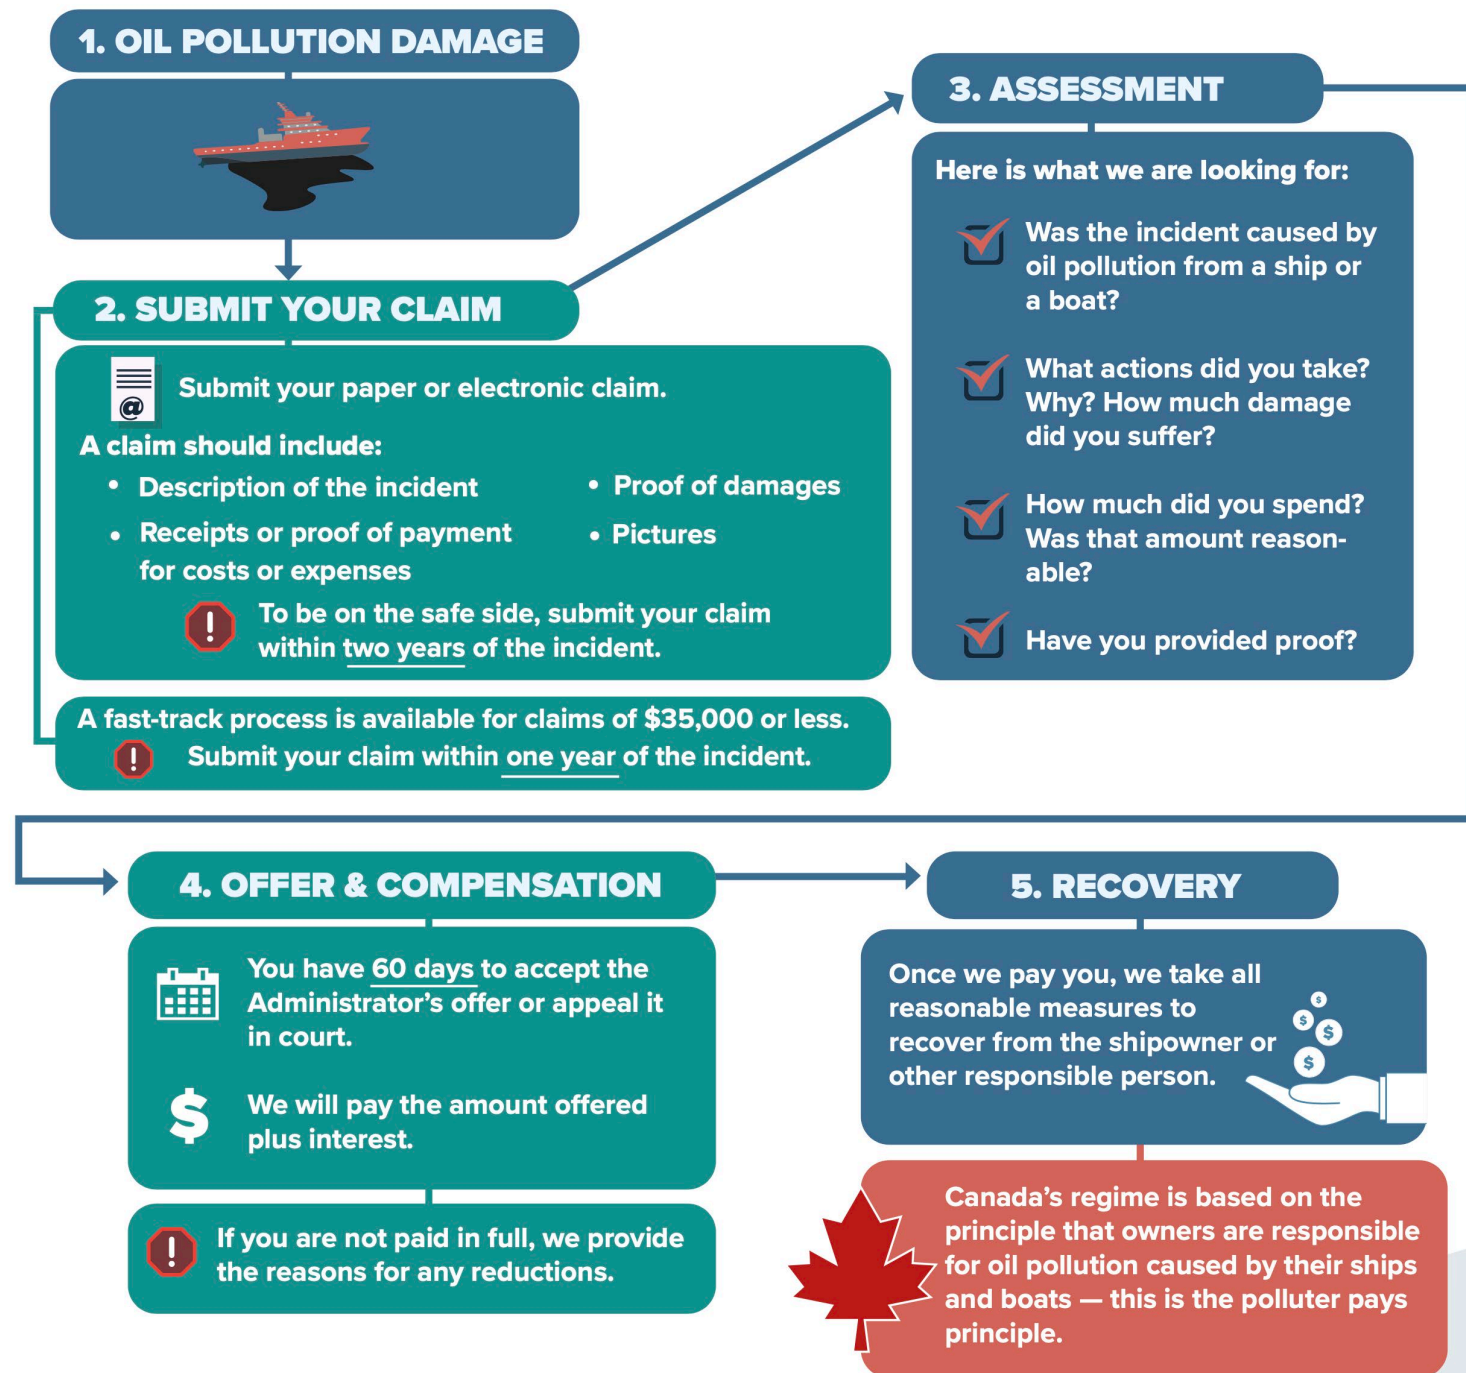 1. OIL POLLUTION DAMAGE
2. SUBMIT YOUR CLAIM
@
Submit your paper or electronic claim.
A claim should include:
• Description of the incident
• Receipts or proof of payment
for costs or expenses
• Proof of damages
• Pictures
!
To be on the safe side, submit your claim
within two years of the incident.
A fast-track process is available for claims of $35,000 or less.
!
Submit your claim within one year of the incident.
3. ASSESSMENT
Here is what we are looking for:
Was the incident caused by
oil pollution from a ship or
a boat?
What actions did you take?
Why? How much damage
did you suffer?
How much did you spend?
Was that amount reason-
able?
Have you provided proof?
4. OFFER & COMPENSATION
You have 60 days to accept the
Administrator’s offer or appeal it
in court.
$
We will pay the amount offered
plus interest.
!
If you are not paid in full, we provide
the reasons for any reductions.
5. RECOVERY
Once we pay you, we take all
reasonable measures to
recover from the shipowner or
other responsible person.
$
$
$
$
Canada’s regime is based on the
principle that owners are responsible
for oil pollution caused by their ships
and boats — this is the polluter pays
principle.